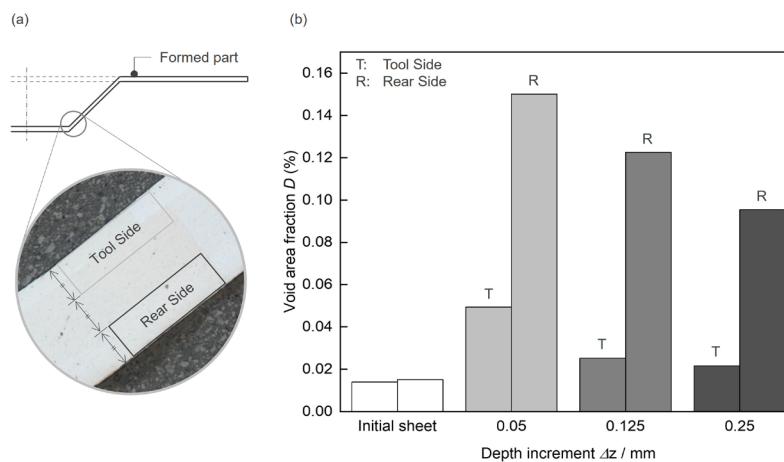 (a)
Formed part
Tool Side
Rear Side
(b)
T: Tool Side
R: Rear Side
Void area fraction D (%)
0.16
0.14
0.12
0.10
0.08
0.06
0.04
0.02
0.00
T
R
T
R
T
R
Initial sheet
0.05
0.125
0.25
Depth increment Δz / mm